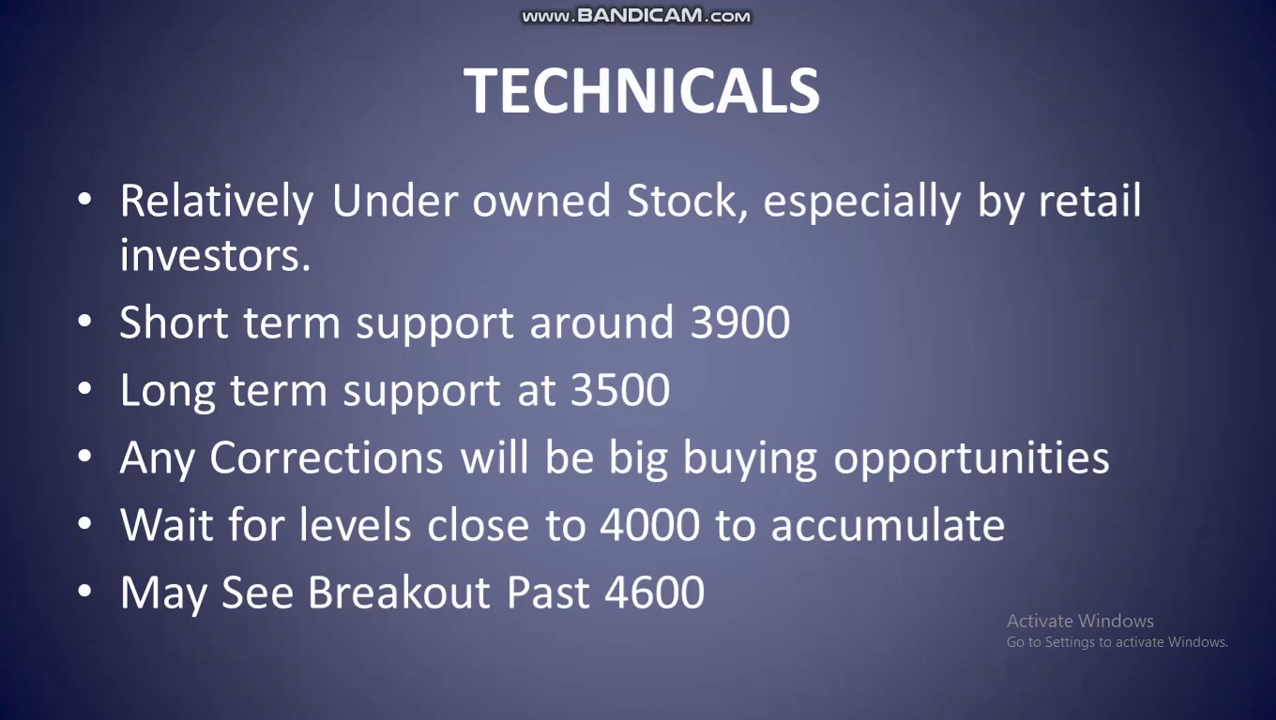 www.BANDICAM.com
TECHNICALS
• Relatively Under owned Stock, especially by retail
investors.
• Short term support around 3900
• Long term support at 3500
• Any Corrections will be big buying opportunities
• Wait for levels close to 4000 to accumulate
• May See Breakout Past 4600
Activate Windows
Go to Settings to activate Windows.